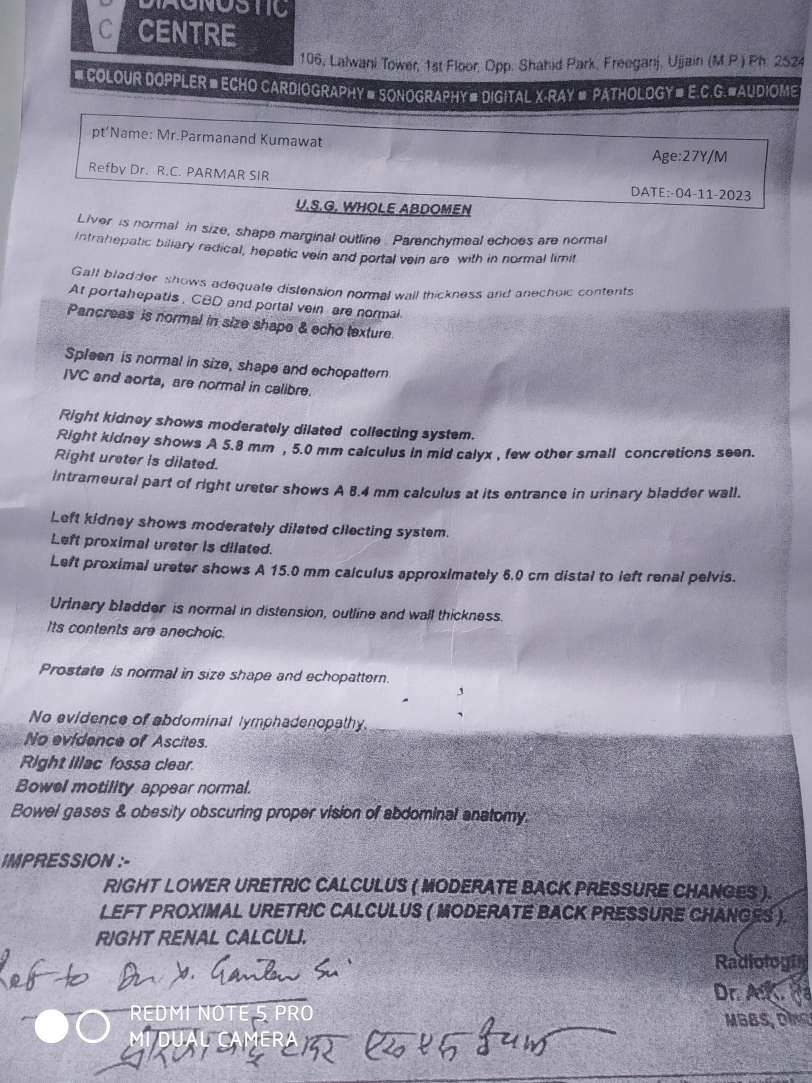 DIAGNOSTIC
C CENTRE
106, Lalwani Tower, 1st Floor, Opp. Shahid Park, Freeganj, Ujjain (M.P.) Ph. 2524
■ COLOUR DOPPLER ■ ECHO CARDIOGRAPHY ■ SONOGRAPHY ■ DIGITAL X-RAY ■ PATHOLOGY ■ E.C.G. ■ AUDIOME
pt'Name: Mr.Parmanand Kumawat
Age:27Y/M
Refby Dr. R.C. PARMAR SIR
DATE:-04-11-2023
U.S.G. WHOLE ABDOMEN
Liver is normal in size, shape marginal outline . Parenchymeal echoes are normal
Intrahepatic biliary radical, hepatic vein and portal vein are with in normal limit
Gall bladder shows adequate distension normal wall thickness and anechoic contents
At portahepatis , CBD and portal vein are normal.
Pancreas is normal in size shape & echo texture.
Spleen is normal in size, shape and echopattern.
IVC and aorta, are normal in calibre.
Right kidney shows moderately dilated collecting system.
Right kidney shows A 5.8 mm , 5.0 mm calculus in mid calyx , few other small concretions seen.
Right ureter is dilated.
Intrameural part of right ureter shows A mm calculus at its entrance in urinary bladder wall.
Left kidney shows moderately dilated cllecting system.
Left proximal ureter is dilated.
Left proximal ureter shows A 15.0 mm calculus approximately 6.0 cm distal to left renal pelvis.
Urinary bladder is normal in distension, outline and wall thickness.
Its contents are anechoic.
Prostate is normal in size shape and echopattern.
No evidence of abdominal lymphadenopathy.
No evidence of Ascites.
Right iliac fossa clear.
Bowel motility appear normal.
Bowel gases & obesity obscuring proper vision of abdominal anatomy.
IMPRESSION :-
RIGHT LOWER URETRIC CALCULUS ( MODERATE BACK PRESSURE CHANGES ).
LEFT PROXIMAL URETRIC CALCULUS ( MODERATE BACK PRESSURE CHANGES ).
RIGHT RENAL CALCULI.
Ref to
Radiologi
Dr. A.K.
MBBS,
REDMI NOTE 5 PRO
MI DUAL CAMERA